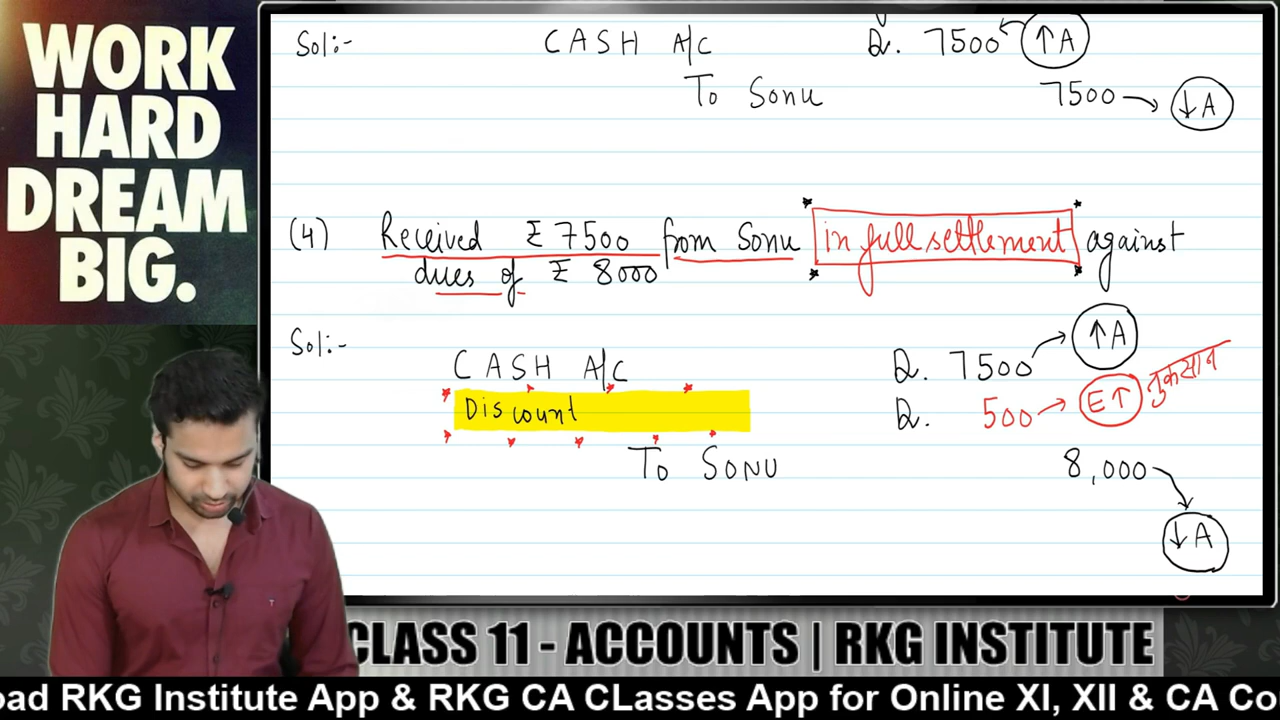 WORK
HARD
DREAM
BIG.
Sol:- CASH A/C Dr. 7500 ↑A
To Sonu 7500 → ↓A
(4) Received ₹ 7500 from Sonu in full settlement against
dues of ₹ 8000
Sol:-
CASH A/C Dr. 7500 → ↑A
Discount Dr. 500 → E↑ नुकसान
To SONU 8,000
↓A
CLASS 11 - ACCOUNTS | RKG INSTITUTE
oad RKG Institute App & RKG CA CLasses App for Online XI, XII & CA Co